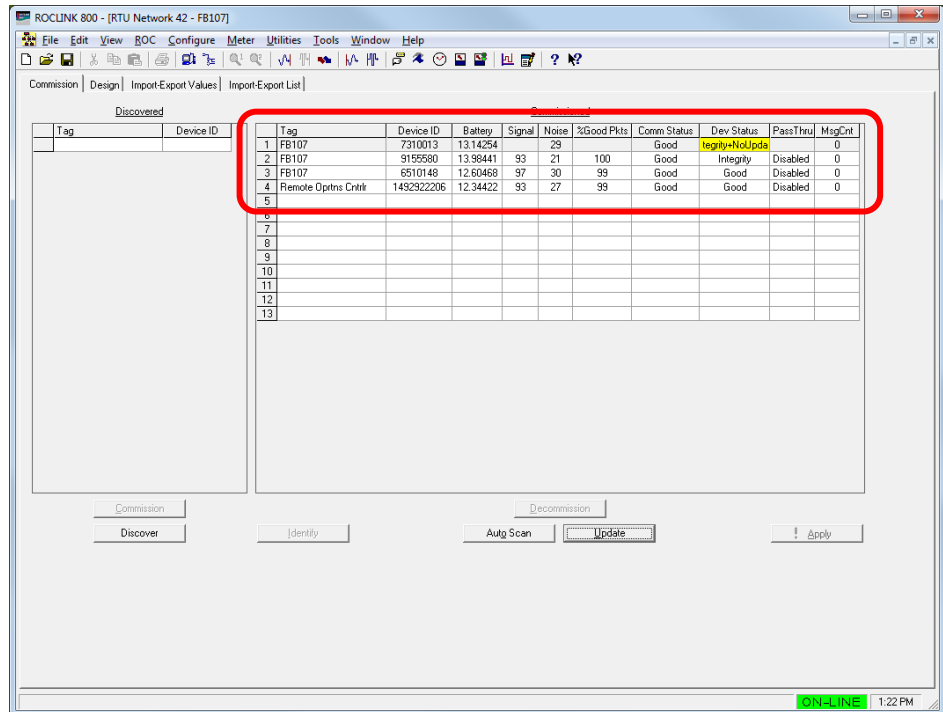 ROCLINK 800 - [RTU Network 42 - FB107]
File Edit View ROC Configure Meter Utilities Tools Window Help
Commission Design Import-Export Values Import-Export List
Discovered
Tag Device ID
Tag Device ID Battery Signal Noise %Good Pkts Comm Status Dev Status PassThru MsgCnt
1 FB107 7310013 13.14254 29 Good tegrity+NoUpda 0
2 FB107 9155580 13.98441 93 21 100 Good Integrity Disabled 0
3 FB107 6510148 12.60468 97 30 99 Good Good Disabled 0
4 Remote Oprtns Cntrlr 1492922206 12.34422 93 27 99 Good Good Disabled 0
5
6
7
8
9
10
11
12
13
Commission Decommission
Discover Identify Auto Scan Update ! Apply
ON-LINE 1:22 PM